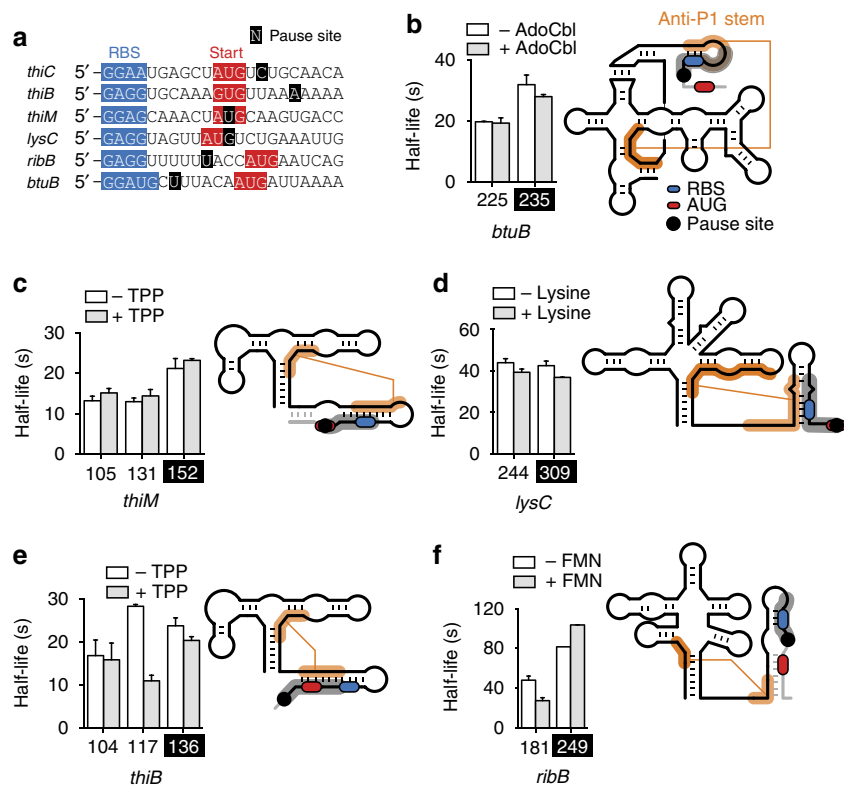 a
N Pause site
RBS Start
thiC 5′ –GGAAUGAGCUAUGUCUGCAACA
thiB 5′ –GAGGUGCAAAGUGUUAAAAAAA
thiM 5′ –GGAGCAAACUAUGCAAGUGACC
lysC 5′ –GAGGUAGUUAUGUCUGAAAUUG
ribB 5′ –GAGGUUUUUUUACCAUGAAUCAG
btuB 5′ –GGAUGCUUUACAAUGAUUAAAA
b
– AdoCbl
+ AdoCbl
Anti-P1 stem
Half-life (s)
40
20
0
225 235
btuB
RBS
AUG
Pause site
c
– TPP
+ TPP
Half-life (s)
30
20
10
0
105 131 152
thiM
d
– Lysine
+ Lysine
Half-life (s)
60
40
20
0
244 309
lysC
e
– TPP
+ TPP
Half-life (s)
30
20
10
0
104 117 136
thiB
f
– FMN
+ FMN
Half-life (s)
120
80
40
0
181 249
ribB